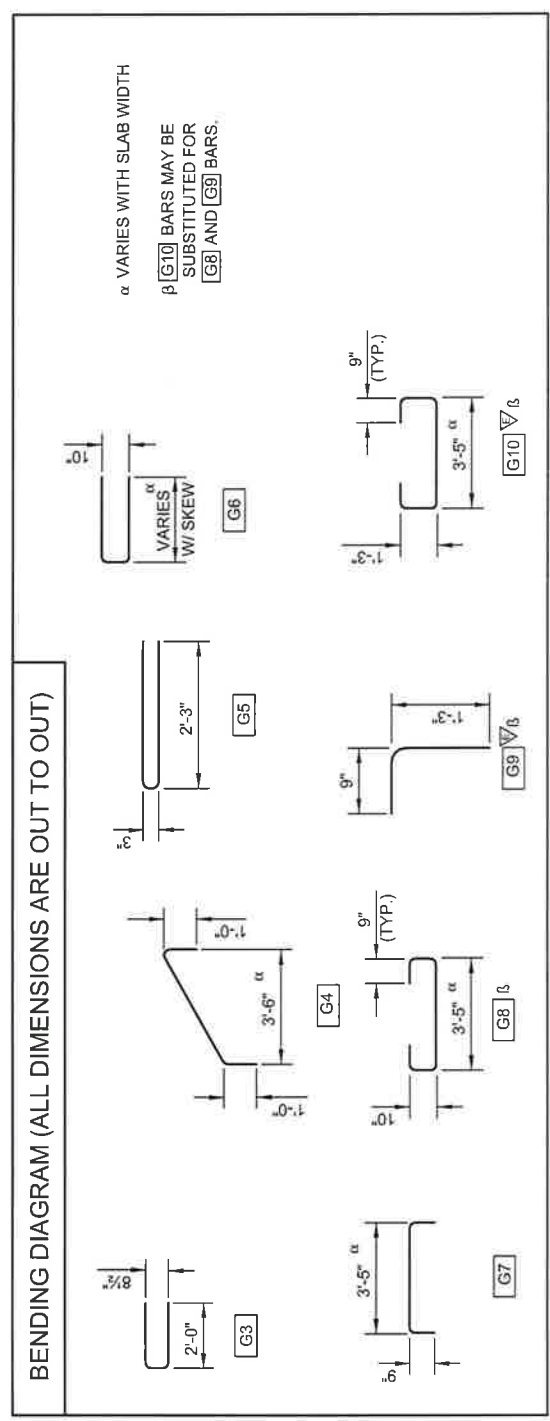 BENDING DIAGRAM (ALL DIMENSIONS ARE OUT TO OUT)
8½"
2'-0"
G3
1'-0"
1'-0"
3'-6" α
G4
3"
2'-3"
G5
10"
α
VARIES
W/ SKEW
G6
α VARIES WITH SLAB WIDTH
β G10 BARS MAY BE
SUBSTITUTED FOR
G8 AND G9 BARS.
3'-5" α
9"
G7
9"
(TYP.)
10"
3'-5" α
G8 β
9"
1'-3"
G9 E β
9"
(TYP.)
1'-3"
3'-5" α
G10 E β